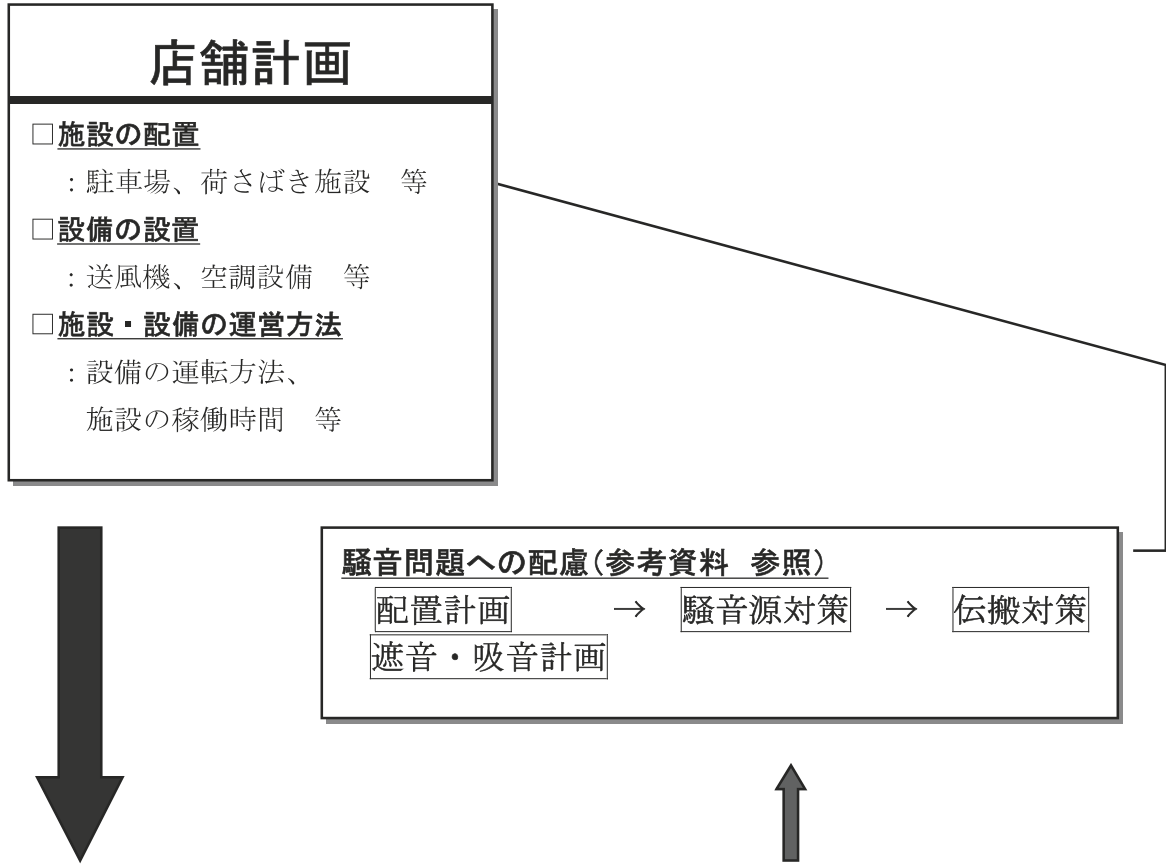 店舗計画
□施設の配置
：駐車場、荷さばき施設　等
□設備の設置
：送風機、空調設備　等
□施設・設備の運営方法
：設備の運転方法、
施設の稼働時間　等
騒音問題への配慮（参考資料　参照）
配置計画　→　騒音源対策　→　伝搬対策
遮音・吸音計画